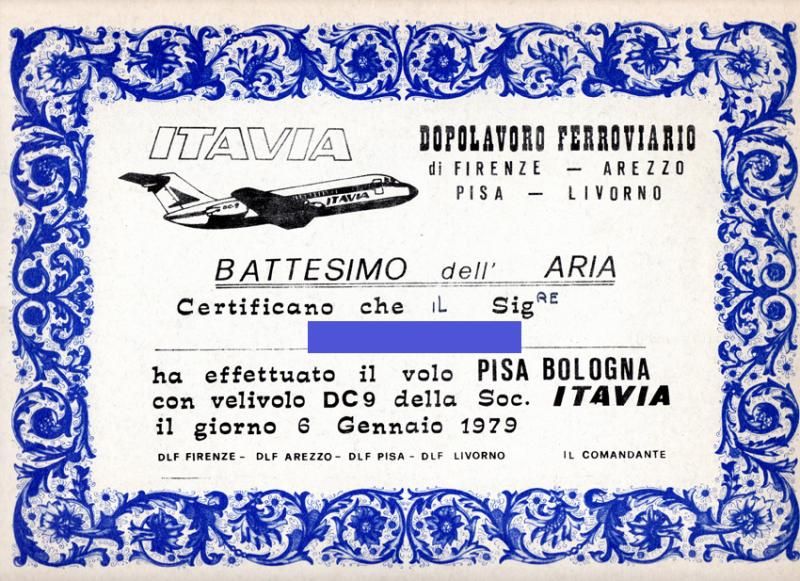 ITAVIA
DOPOLAVORO FERROVIARIO
di FIRENZE — AREZZO
PISA — LIVORNO
DC-9
ITAVIA
BATTESIMO dell' ARIA
Certificano che IL Sig RE
ha effettuato il volo PISA BOLOGNA
con velivolo DC9 della Soc. ITAVIA
il giorno 6 Gennaio 1979
DLF FIRENZE - DLF AREZZO - DLF PISA - DLF LIVORNO IL COMANDANTE